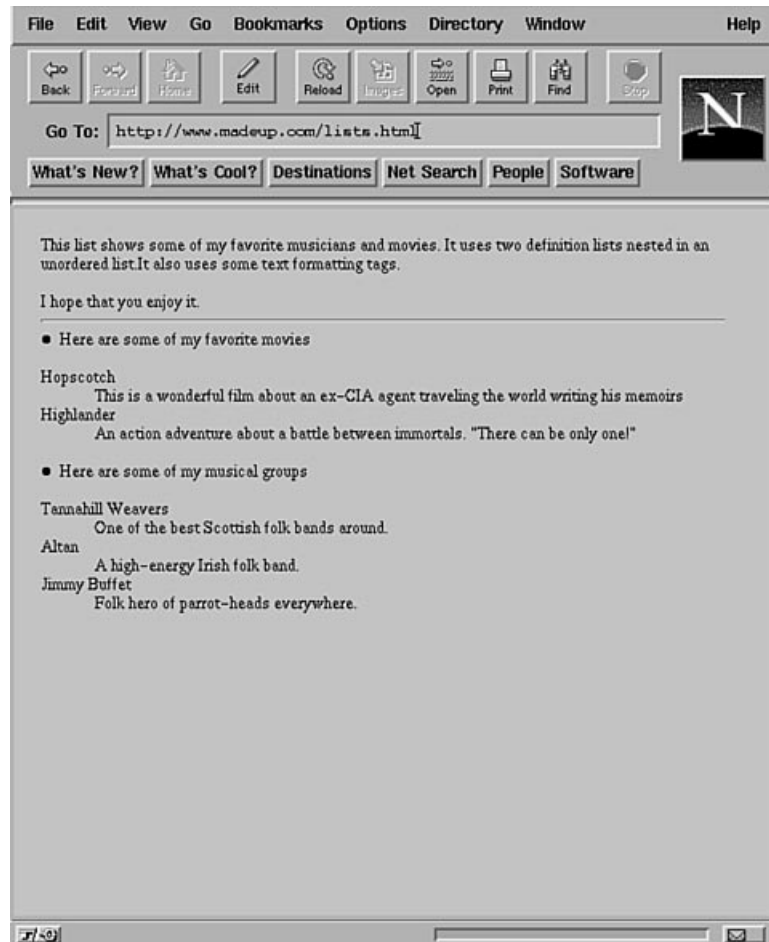 File Edit View Go Bookmarks Options Directory Window Help
Back Forward Home Edit Reload Images Open Print Find Stop
N
Go To: http://www.madeup.com/lists.html
What's New? What's Cool? Destinations Net Search People Software
This list shows some of my favorite musicians and movies. It uses two definition lists nested in an
unordered list.It also uses some text formatting tags.
I hope that you enjoy it.
• Here are some of my favorite movies
Hopscotch
This is a wonderful film about an ex-CIA agent traveling the world writing his memoirs
Highlander
An action adventure about a battle between immortals. "There can be only one!"
• Here are some of my musical groups
Tannahill Weavers
One of the best Scottish folk bands around.
Altan
A high-energy Irish folk band.
Jimmy Buffet
Folk hero of parrot-heads everywhere.